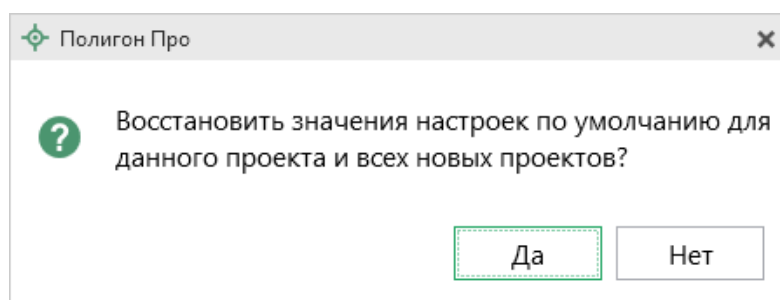 Полигон Про
Восстановить значения настроек по умолчанию для
данного проекта и всех новых проектов?
Да
Нет